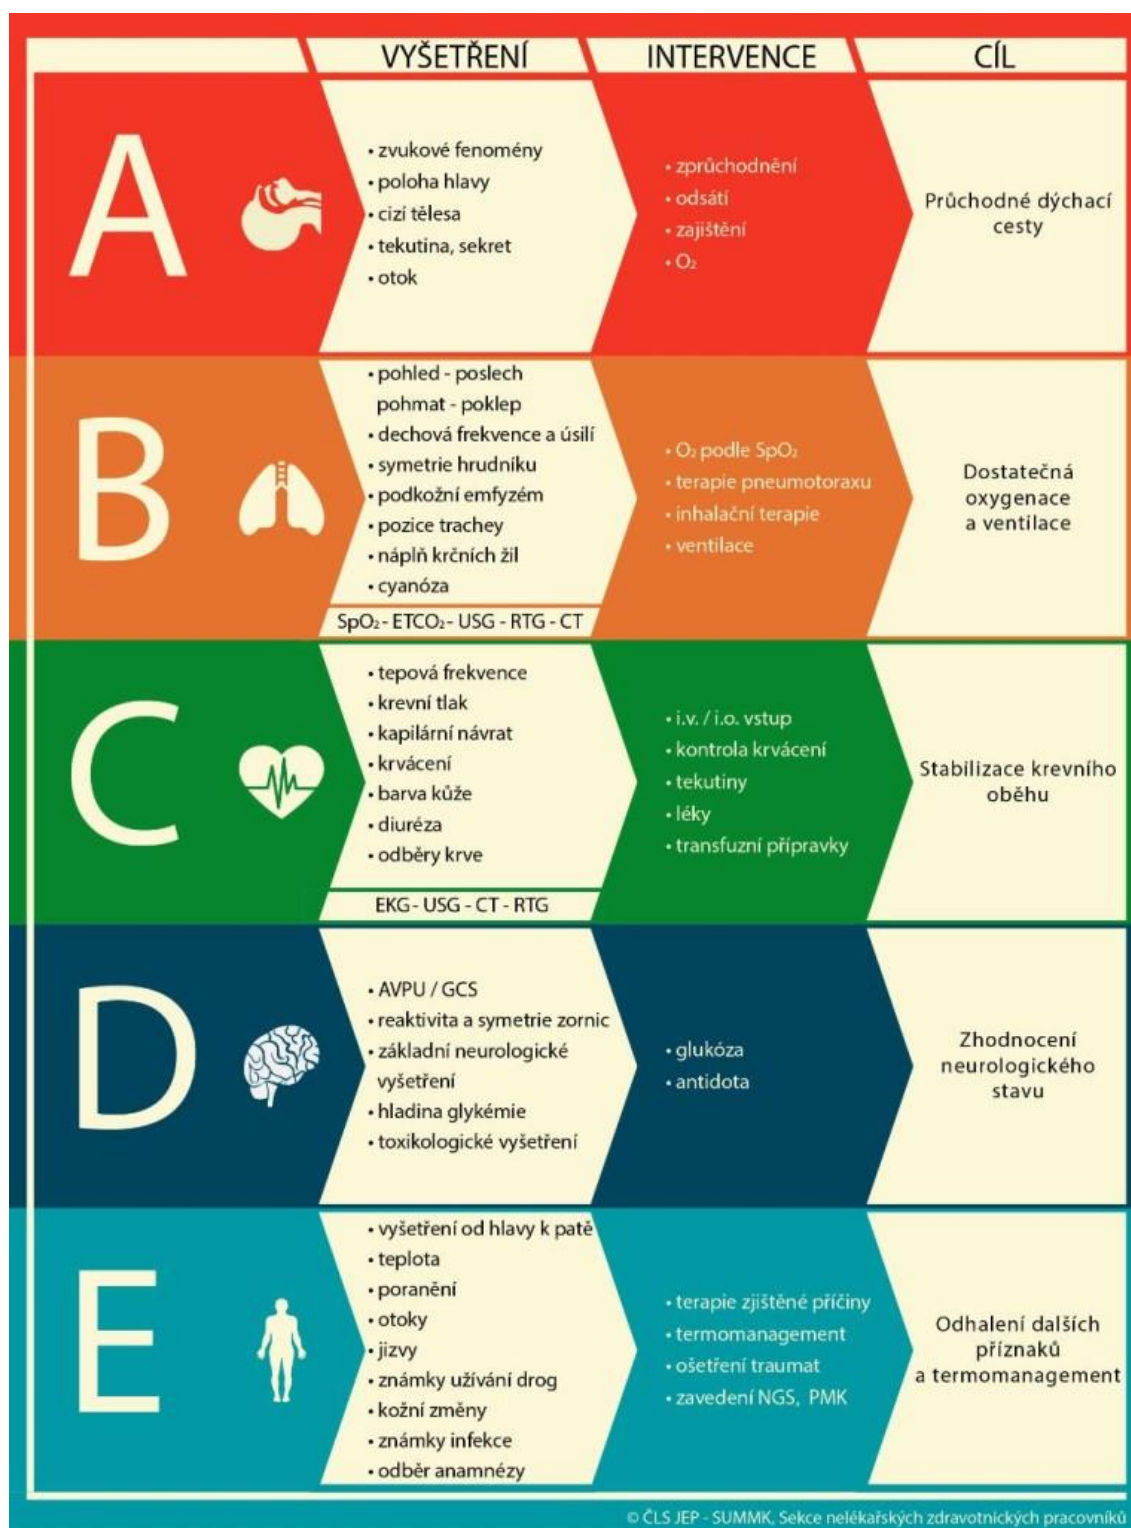 VYŠETŘENÍ
INTERVENCE
CÍL
A
• zvukové fenomény
• poloha hlavy
• cizí tělesa
• tekutina, sekret
• otok
• zprůchodnění
• odsátí
• zajištění
• O₂
Průchodné dýchací
cesty
B
• pohled - poslech
pohmat - poklep
• dechová frekvence a úsilí
• symetrie hrudníku
• podkožní emfyzém
• pozice trachey
• náplň krčních žil
• cyanóza
SpO₂ - ETCO₂ - USG - RTG - CT
• O₂ podle SpO₂
• terapie pneumotoraxu
• inhalační terapie
• ventilace
Dostatečná
oxygenace
a ventilace
C
• tepová frekvence
• krevní tlak
• kapilární návrat
• krvácení
• barva kůže
• diuréza
• odběry krve
EKG - USG - CT - RTG
• i.v. / i.o. vstup
• kontrola krvácení
• tekutiny
• léky
• transfuzní přípravky
Stabilizace krevního
oběhu
D
• AVPU / GCS
• reaktivita a symetrie zornic
• základní neurologické
vyšetření
• hladina glykémie
• toxikologické vyšetření
• glukóza
• antidota
Zhodnocení
neurologického
stavu
E
• vyšetření od hlavy k patě
• teplota
• poranění
• otoky
• jizvy
• známky užívání drog
• kožní změny
• známky infekce
• odběr anamnézy
• terapie zjištěné příčiny
• termomanagement
• ošetření traumat
• zavedení NGS, PMK
Odhalení dalších
příznaků
a termomanagement
© ČLS JEP - SUMMK, Sekce nelékařských zdravotnických pracovníků